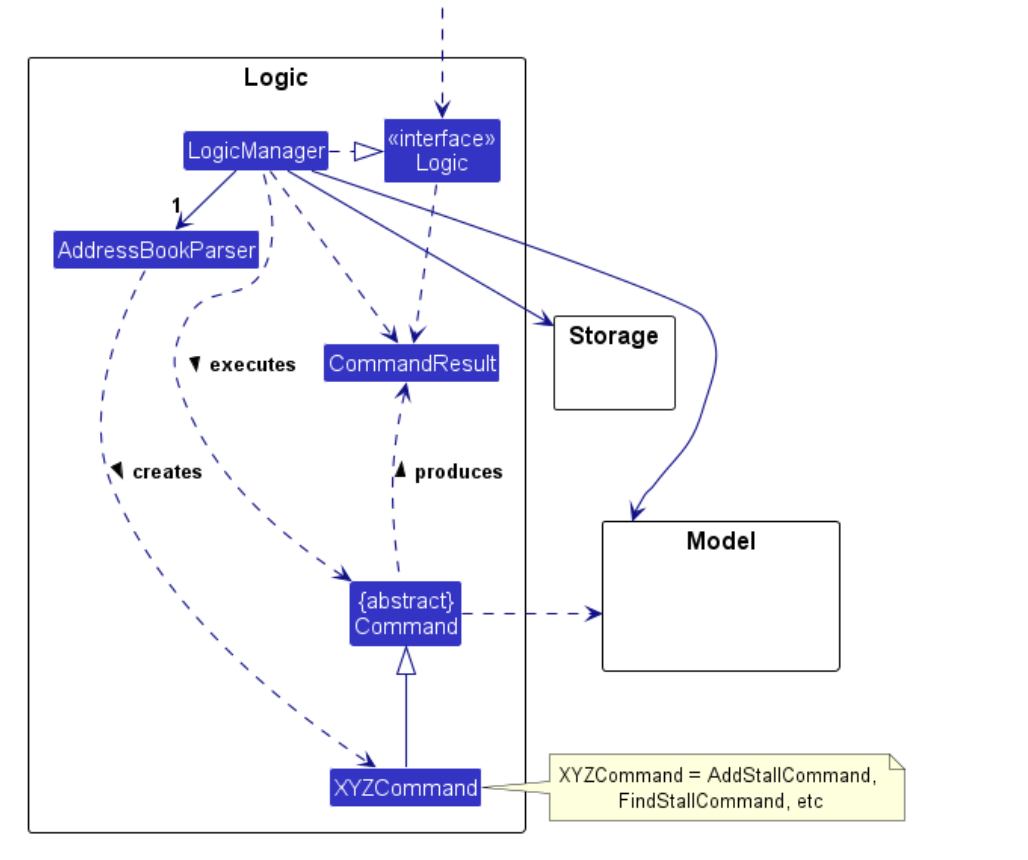 Logic
LogicManager
«interface»
Logic
1
AddressBookParser
Storage
CommandResult
executes
creates
produces
Model
{abstract}
Command
XYZCommand
XYZCommand = AddStallCommand,
FindStallCommand, etc